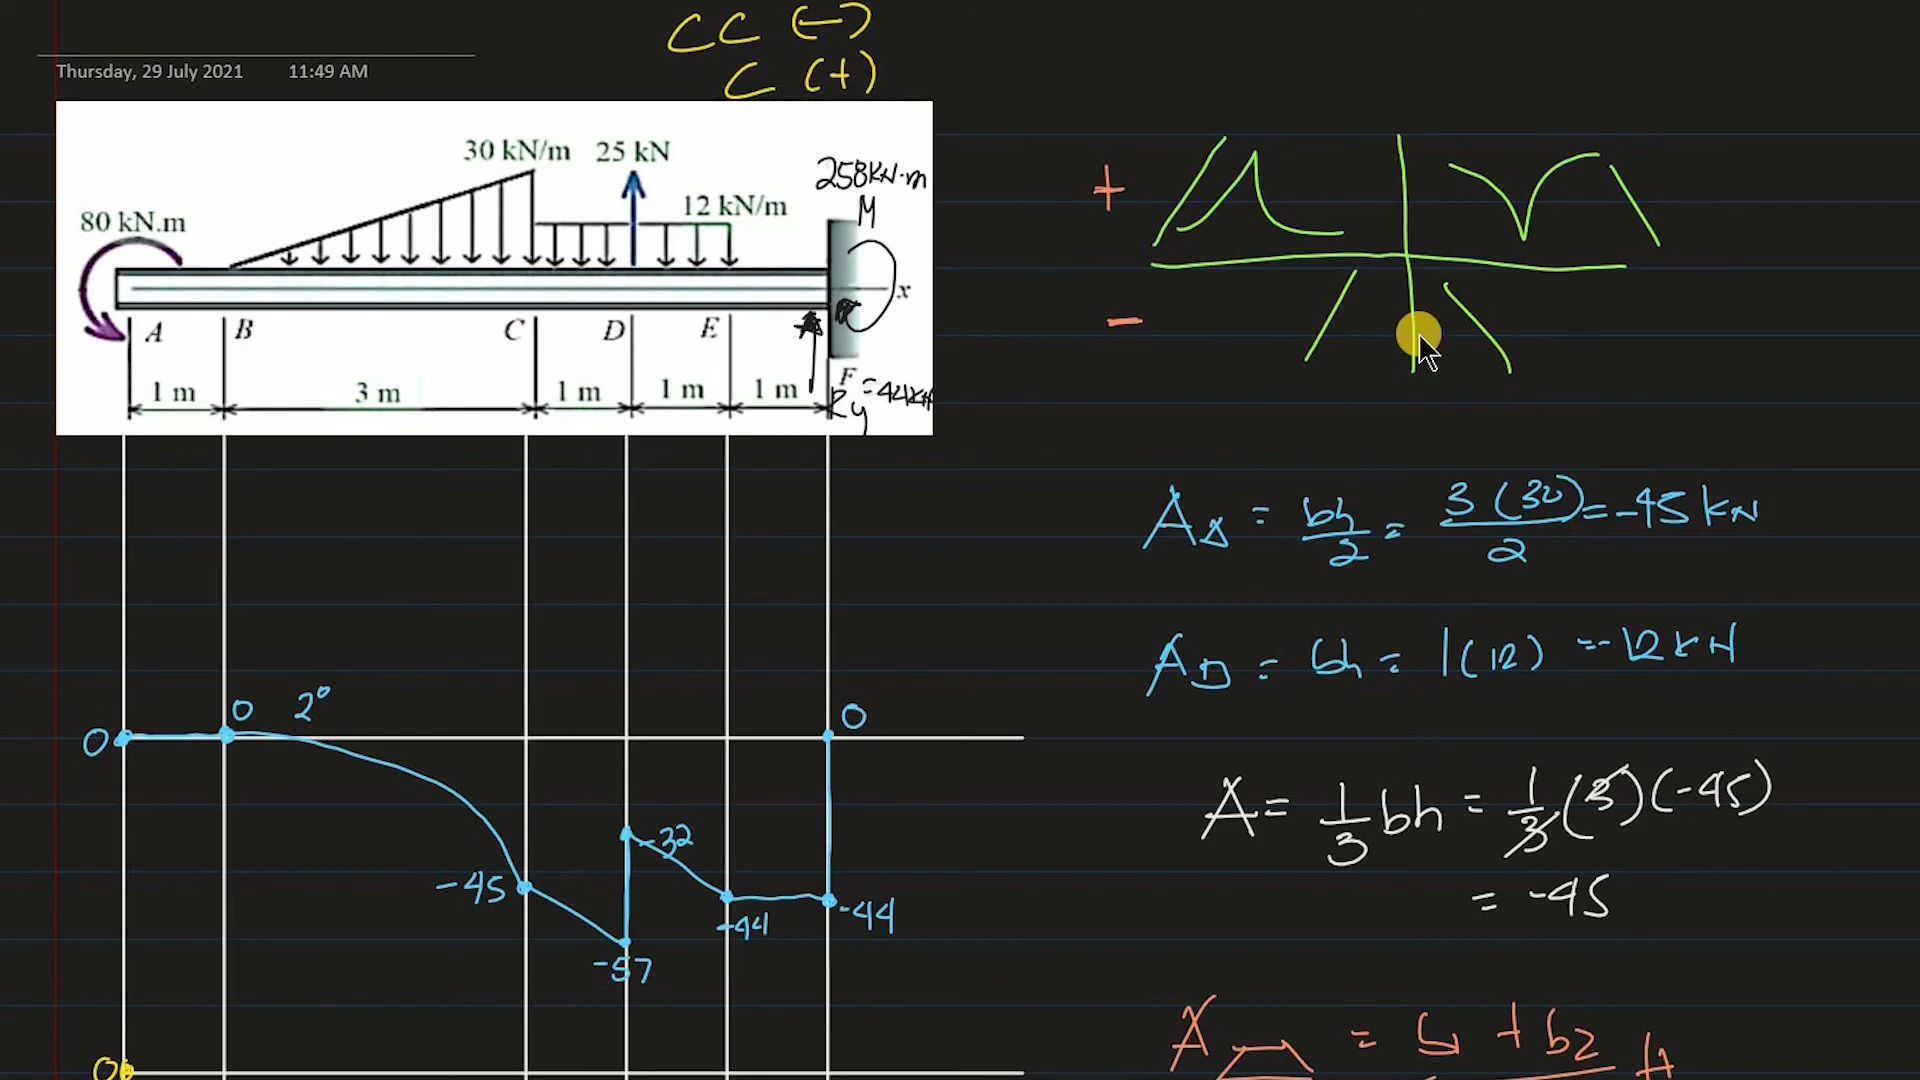 CC (-)
C (+)
Thursday, 29 July 2021 11:49 AM
30 kN/m 25 kN
258KN·m
M
80 kN.m
12 kN/m
x
A B C D E
F
1 m 3 m 1 m 1 m 1 m
Ry =44KN
+
-
A△ = bh/2 = 3(30)/2 = -45 KN
A▭ = bh = 1(12) = -12 KN
A = 1/3 bh = 1/3 (3)(-45)
= -45
0 0 2° 0
-32
-45
-44 -44
-57
0